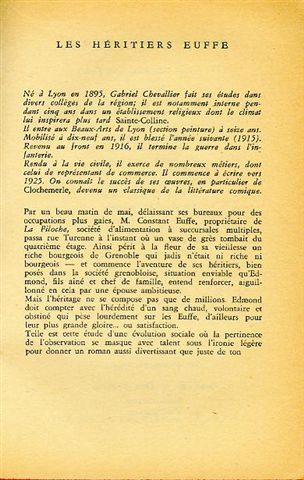 LES HÉRITIERS EUFFE
Né à Lyon en 1895, Gabriel Chevallier fait ses études dans
divers collèges de la région; il est notamment interne pen-
dant cinq ans dans un établissement religieux dont le climat
lui inspirera plus tard Sainte-Colline.
Il entre aux Beaux-Arts de Lyon (section peinture) à seize ans.
Mobilisé à dix-neuf ans, il est blessé l'année suivante (1915).
Revenu au front en 1916, il termine la guerre dans l'in-
fanterie.
Rendu à la vie civile, il exerce de nombreux métiers, dont
celui de représentant de commerce. Il commence à écrire vers
1925. On connaît le succès de ses œuvres, en particulier de
Clochemerle, devenu un classique de la littérature comique.
Par un beau matin de mai, délaissant ses bureaux pour des
occupations plus gaies, M. Constant Euffe, propriétaire de
La Piloche, société d'alimentation à succursales multiples,
passa rue Turenne à l'instant où un vase de grès tombait du
quatrième étage. Ainsi périt à la fleur de sa vieillesse un
riche bourgeois de Grenoble qui jadis n'était ni riche ni
bourgeois — et commence l'aventure de ses héritiers, bien
posés dans la société grenobloise, situation enviable qu'Ed-
mond, fils aîné et chef de famille, entend renforcer, aiguil-
lonné en cela par une épouse ambitieuse.
Mais l'héritage ne se compose pas que de millions. Edmond
doit compter avec l'hérédité d'un sang chaud, volontaire et
obstiné qui pèse lourdement sur les Euffe, d'ailleurs pour
leur plus grande gloire... ou satisfaction.
Telle est cette étude d'une évolution sociale où la pertinence
de l'observation se masque avec talent sous l'ironie légère
pour donner un roman aussi divertissant que juste de ton